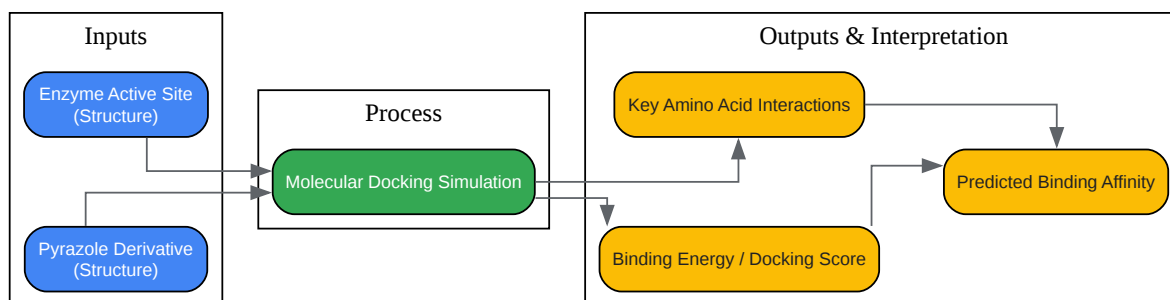 Inputs
Enzyme Active Site
(Structure)
Pyrazole Derivative
(Structure)
Process
Molecular Docking Simulation
Outputs & Interpretation
Key Amino Acid Interactions
Binding Energy / Docking Score
Predicted Binding Affinity